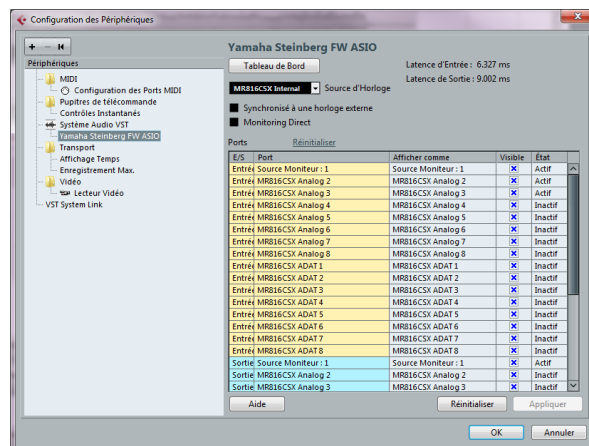 Configuration des Périphériques
Périphériques
MIDI
Configuration des Ports MIDI
Pupitres de télécommande
Contrôles Instantanés
Système Audio VST
Yamaha Steinberg FW ASIO
Transport
Affichage Temps
Enregistrement Max.
Vidéo
Lecteur Vidéo
VST System Link
Yamaha Steinberg FW ASIO
Tableau de Bord
Latence d'Entrée : 6.327 ms
Latence de Sortie : 9.002 ms
MR816CSX Internal Source d'Horloge
Synchronisé à une horloge externe
Monitoring Direct
Ports Réinitialiser
E/S Port Afficher comme Visible État
Entrée Source Moniteur : 1 Source Moniteur : 1 Actif
Entrée MR816CSX Analog 2 MR816CSX Analog 2 Actif
Entrée MR816CSX Analog 3 MR816CSX Analog 3 Actif
Entrée MR816CSX Analog 4 MR816CSX Analog 4 Inactif
Entrée MR816CSX Analog 5 MR816CSX Analog 5 Inactif
Entrée MR816CSX Analog 6 MR816CSX Analog 6 Inactif
Entrée MR816CSX Analog 7 MR816CSX Analog 7 Inactif
Entrée MR816CSX Analog 8 MR816CSX Analog 8 Inactif
Entrée MR816CSX ADAT 1 MR816CSX ADAT 1 Inactif
Entrée MR816CSX ADAT 2 MR816CSX ADAT 2 Inactif
Entrée MR816CSX ADAT 3 MR816CSX ADAT 3 Inactif
Entrée MR816CSX ADAT 4 MR816CSX ADAT 4 Inactif
Entrée MR816CSX ADAT 5 MR816CSX ADAT 5 Inactif
Entrée MR816CSX ADAT 6 MR816CSX ADAT 6 Inactif
Entrée MR816CSX ADAT 7 MR816CSX ADAT 7 Inactif
Entrée MR816CSX ADAT 8 MR816CSX ADAT 8 Inactif
Sortie Source Moniteur : 1 Source Moniteur : 1 Actif
Sortie MR816CSX Analog 2 MR816CSX Analog 2 Inactif
Sortie MR816CSX Analog 3 MR816CSX Analog 3 Inactif
Aide Réinitialiser Appliquer
OK Annuler